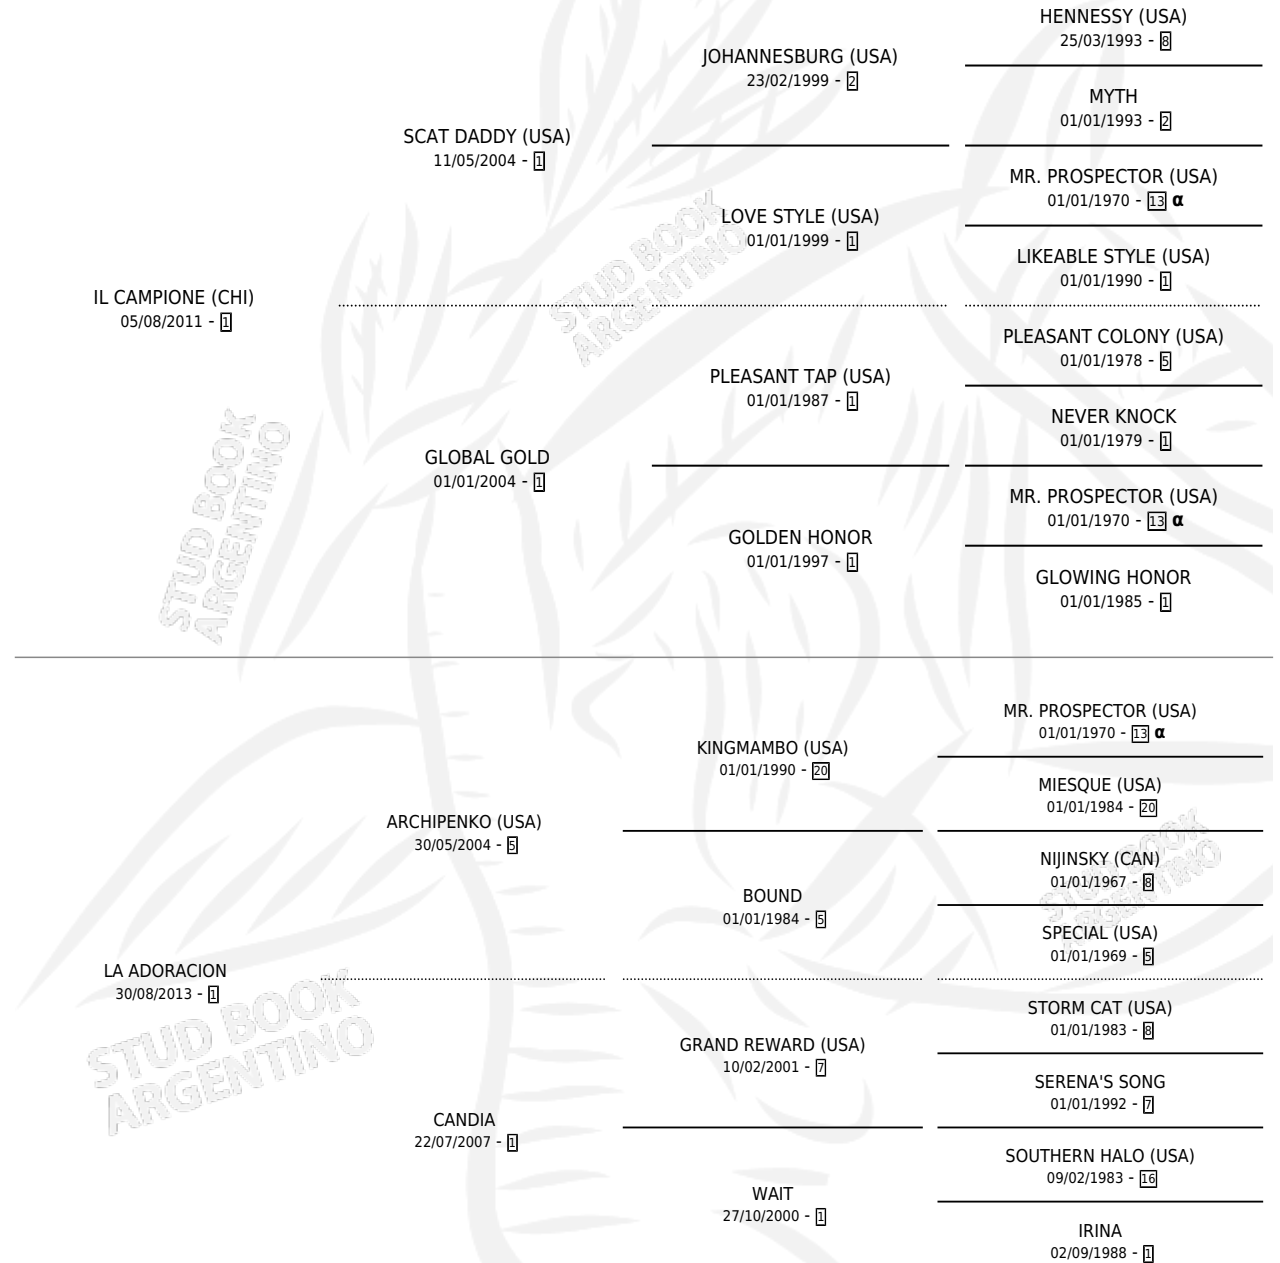 HENNESSY (USA)
25/03/1993 - 8
JOHANNESBURG (USA)
23/02/1999 - 2
MYTH
01/01/1993 - 2
SCAT DADDY (USA)
11/05/2004 - 1
MR. PROSPECTOR (USA)
01/01/1970 - 13 α
LOVE STYLE (USA)
01/01/1999 - 1
LIKEABLE STYLE (USA)
01/01/1990 - 1
IL CAMPIONE (CHI)
05/08/2011 - 1
PLEASANT COLONY (USA)
01/01/1978 - 5
PLEASANT TAP (USA)
01/01/1987 - 1
NEVER KNOCK
01/01/1979 - 1
GLOBAL GOLD
01/01/2004 - 1
MR. PROSPECTOR (USA)
01/01/1970 - 13 α
GOLDEN HONOR
01/01/1997 - 1
GLOWING HONOR
01/01/1985 - 1
MR. PROSPECTOR (USA)
01/01/1970 - 13 α
KINGMAMBO (USA)
01/01/1990 - 20
MIESQUE (USA)
01/01/1984 - 20
ARCHIPENKO (USA)
30/05/2004 - 5
NIJINSKY (CAN)
01/01/1967 - 8
BOUND
01/01/1984 - 5
SPECIAL (USA)
01/01/1969 - 5
LA ADORACION
30/08/2013 - 1
STORM CAT (USA)
01/01/1983 - 8
GRAND REWARD (USA)
10/02/2001 - 7
SERENA'S SONG
01/01/1992 - 7
CANDIA
22/07/2007 - 1
SOUTHERN HALO (USA)
09/02/1983 - 16
WAIT
27/10/2000 - 1
IRINA
02/09/1988 - 1
STUD BOOK
ARGENTINO
STUD BOOK
ARGENTINO
STUD BOOK
ARGENTINO
STUD BOOK
ARGENTINO